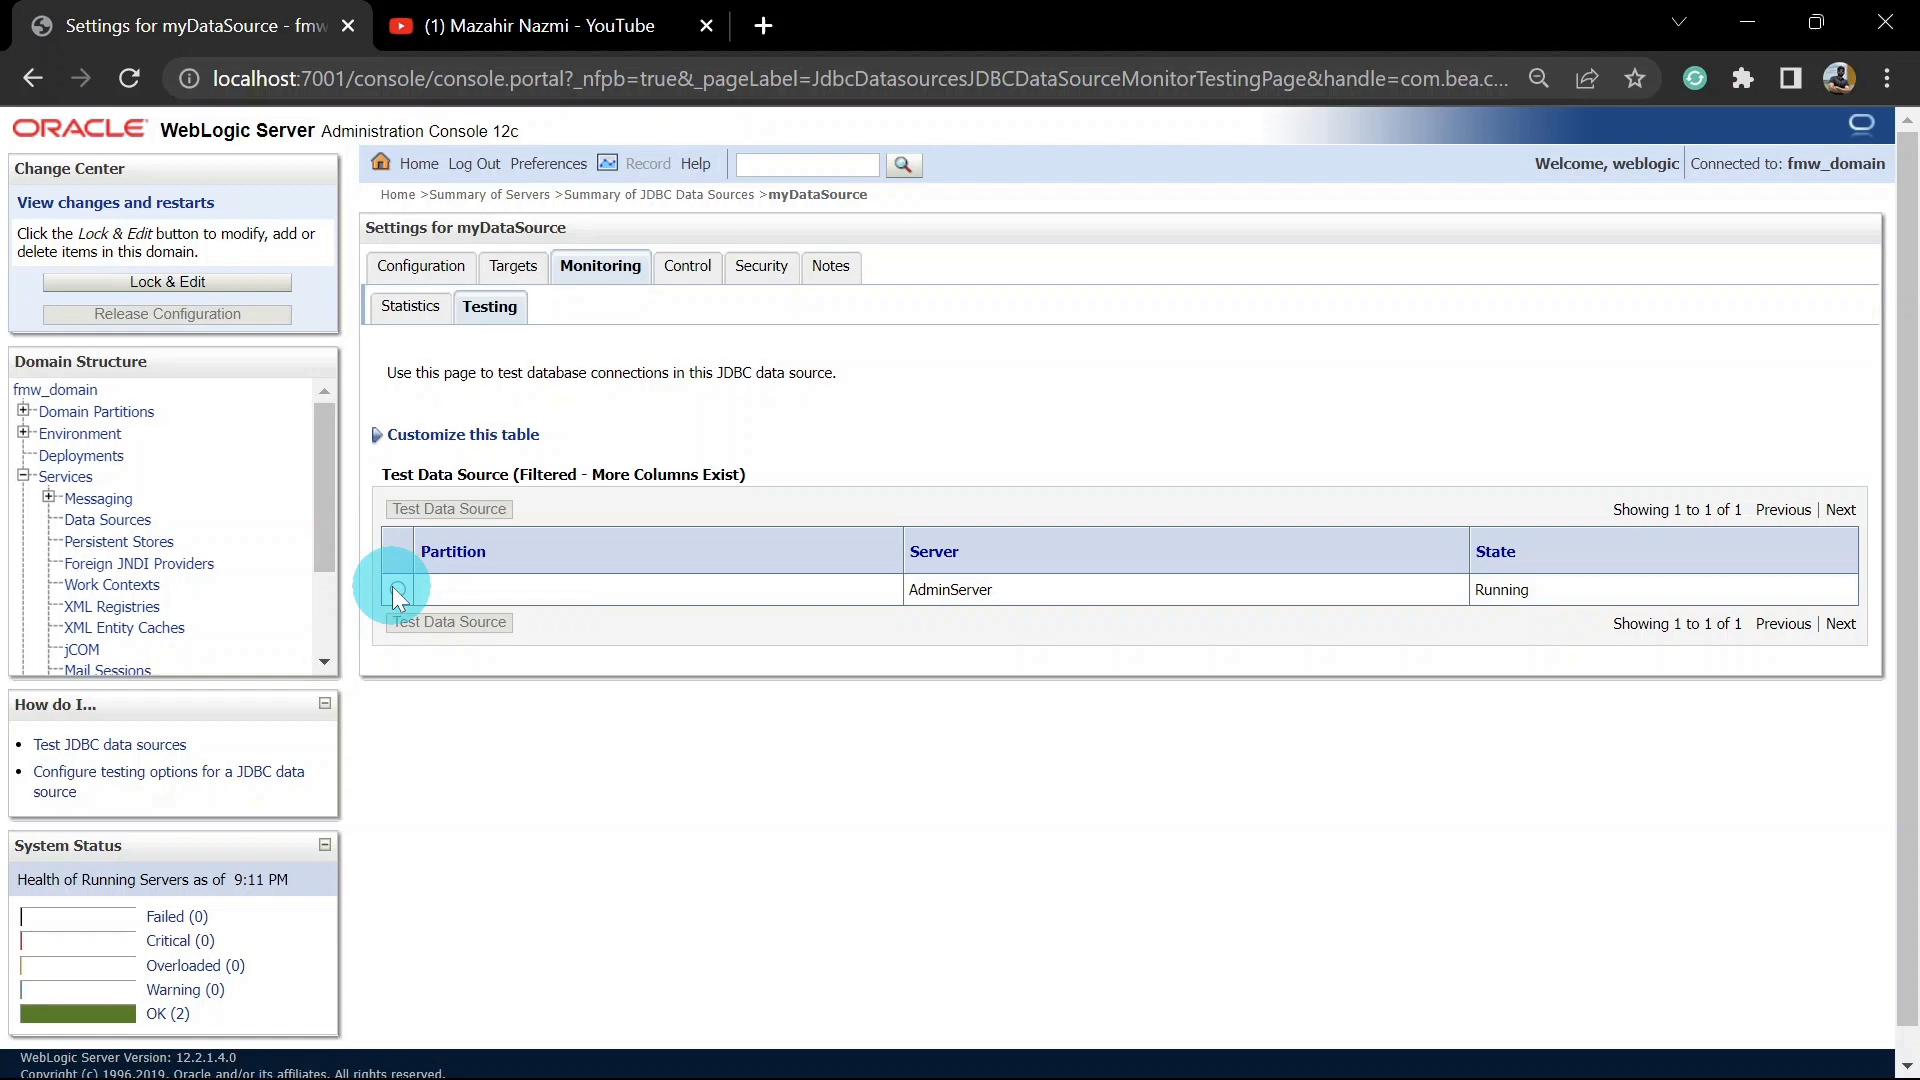 Settings for myDataSource - fmw
(1) Mazahir Nazmi - YouTube
localhost:7001/console/console.portal?_nfpb=true&_pageLabel=JdbcDatasourcesJDBCDataSourceMonitorTestingPage&handle=com.bea.c...
ORACLE WebLogic Server Administration Console 12c
Change Center
View changes and restarts
Click the Lock & Edit button to modify, add or
delete items in this domain.
Lock & Edit
Release Configuration
Domain Structure
fmw_domain
Domain Partitions
Environment
Deployments
Services
Messaging
Data Sources
Persistent Stores
Foreign JNDI Providers
Work Contexts
XML Registries
XML Entity Caches
jCOM
Mail Sessions
How do I...
Test JDBC data sources
Configure testing options for a JDBC data
source
System Status
Health of Running Servers as of 9:11 PM
Failed (0)
Critical (0)
Overloaded (0)
Warning (0)
OK (2)
Home Log Out Preferences Record Help
Welcome, weblogic Connected to: fmw_domain
Home >Summary of Servers >Summary of JDBC Data Sources >myDataSource
Settings for myDataSource
Configuration Targets Monitoring Control Security Notes
Statistics Testing
Use this page to test database connections in this JDBC data source.
Customize this table
Test Data Source (Filtered - More Columns Exist)
Test Data Source Showing 1 to 1 of 1 Previous | Next
Partition Server State
AdminServer Running
Test Data Source Showing 1 to 1 of 1 Previous | Next
WebLogic Server Version: 12.2.1.4.0
Copyright (c) 1996,2019, Oracle and/or its affiliates. All rights reserved.